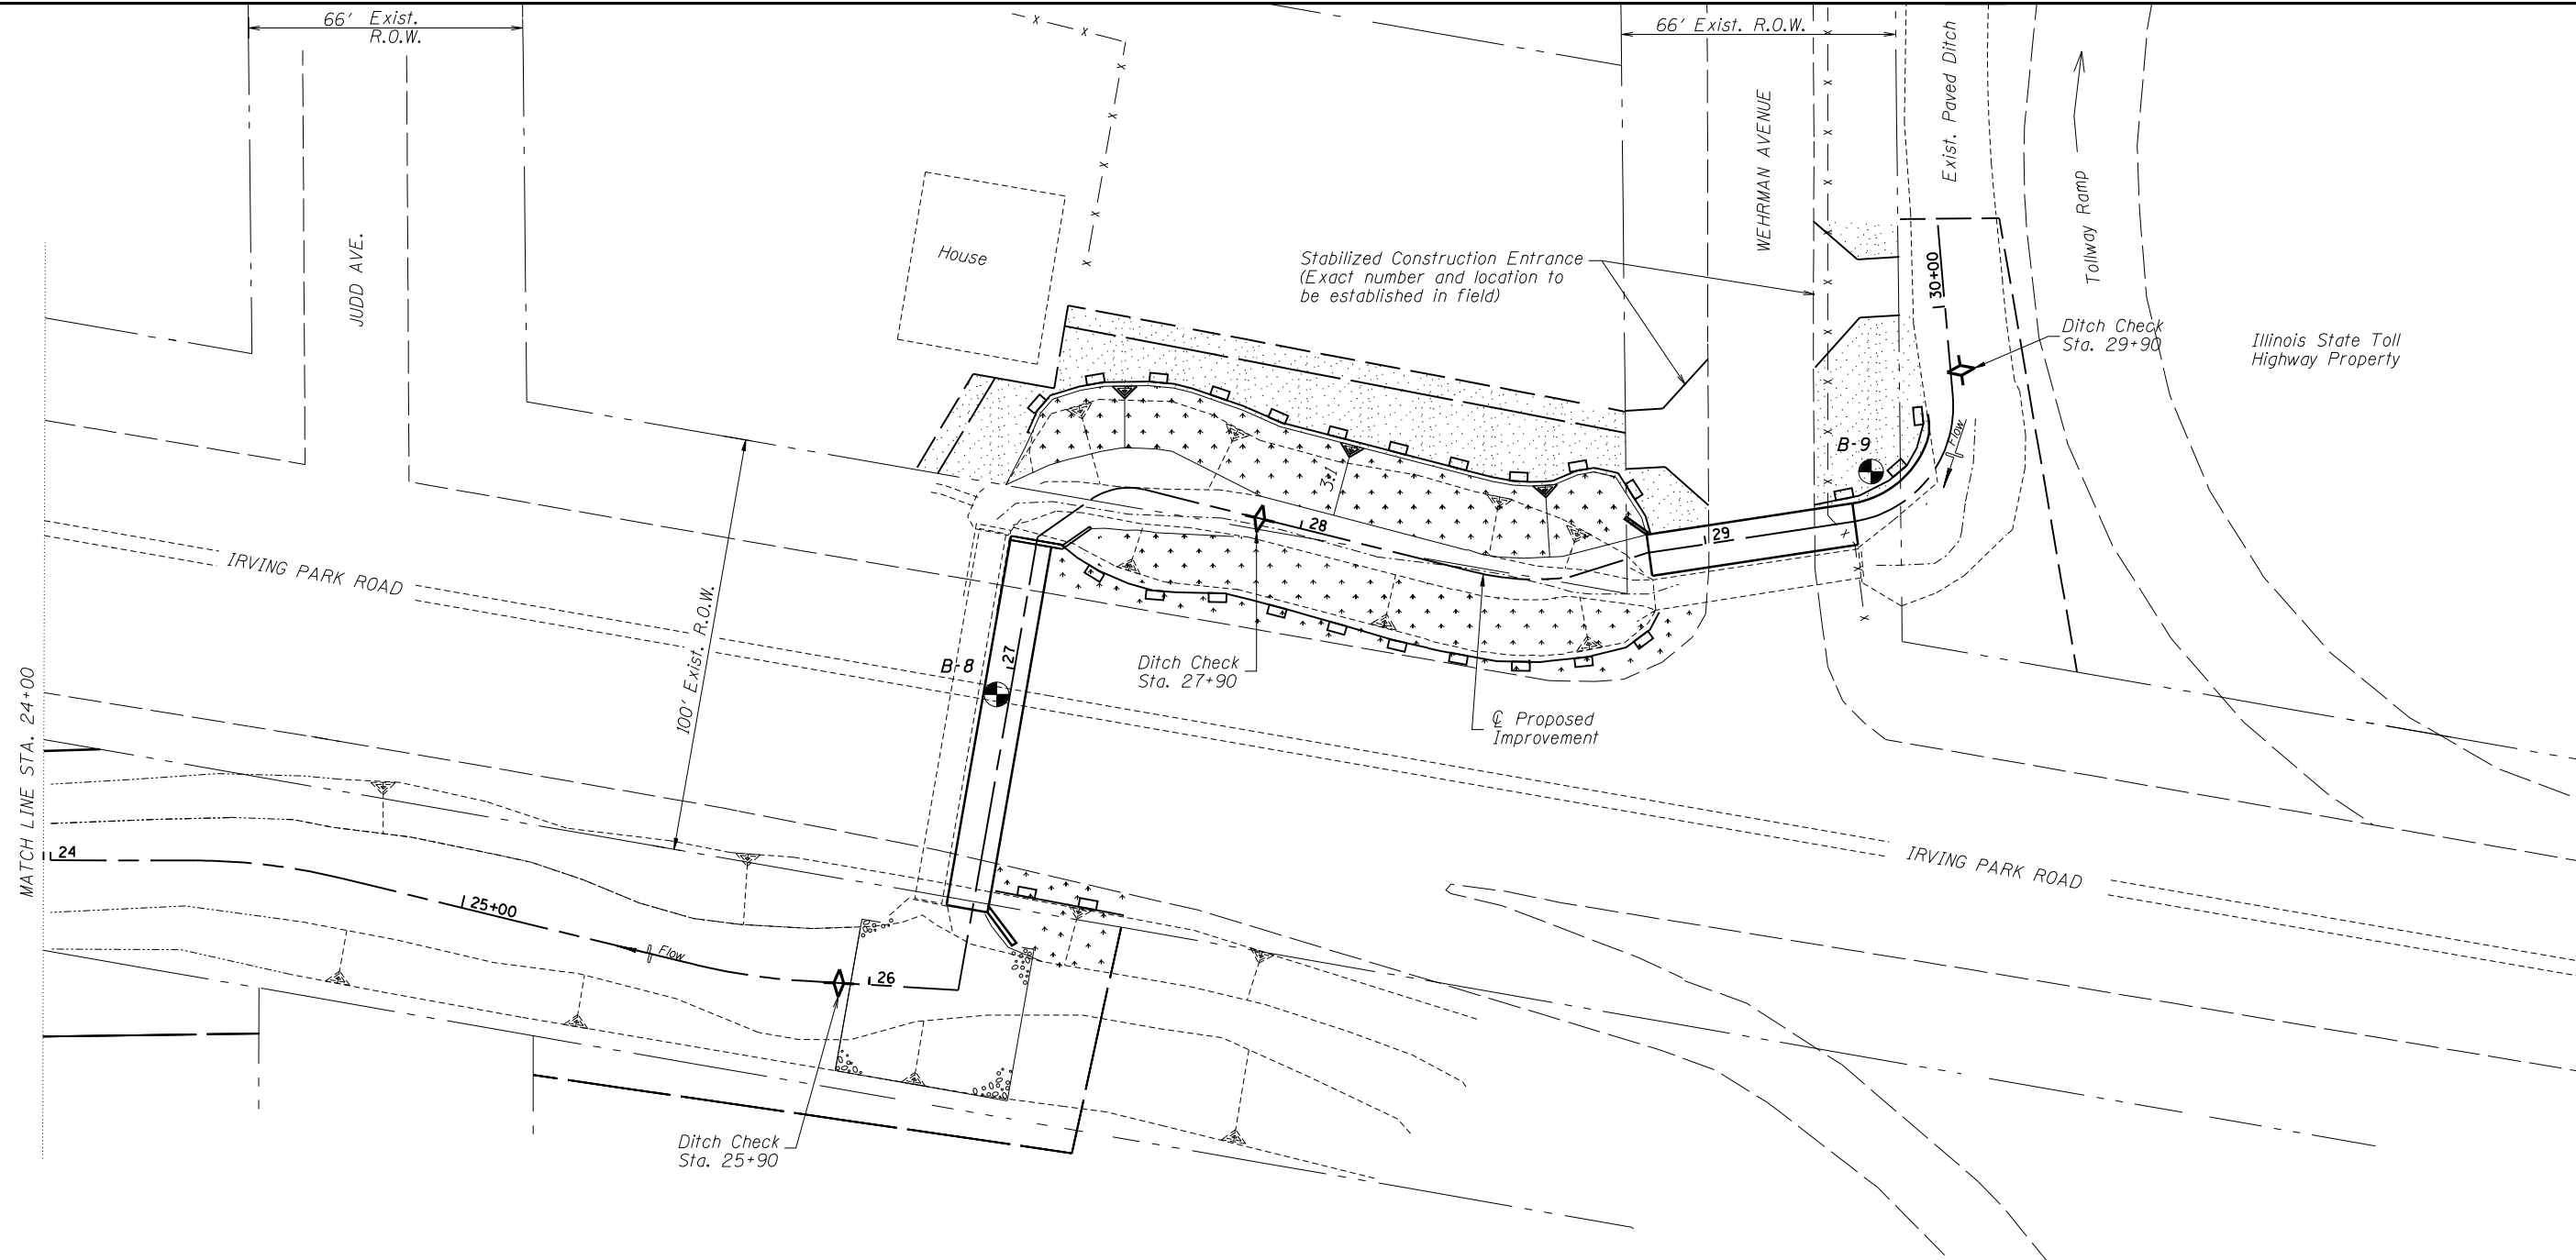 66' Exist.
R.O.W.
66' Exist. R.O.W.
Exist. Paved Ditch
WEHRMAN AVENUE
Tollway Ramp
JUDD AVE.
House
Stabilized Construction Entrance
(Exact number and location to
be established in field)
30+00
Ditch Check
Sta. 29+90
Illinois State Toll
Highway Property
B-9
Flow
3:1
28
29
IRVING PARK ROAD
100' Exist. R.O.W.
B-8
27
Ditch Check
Sta. 27+90
℄ Proposed
Improvement
MATCH LINE STA. 24+00
24
25+00
Flow
26
IRVING PARK ROAD
Ditch Check
Sta. 25+90